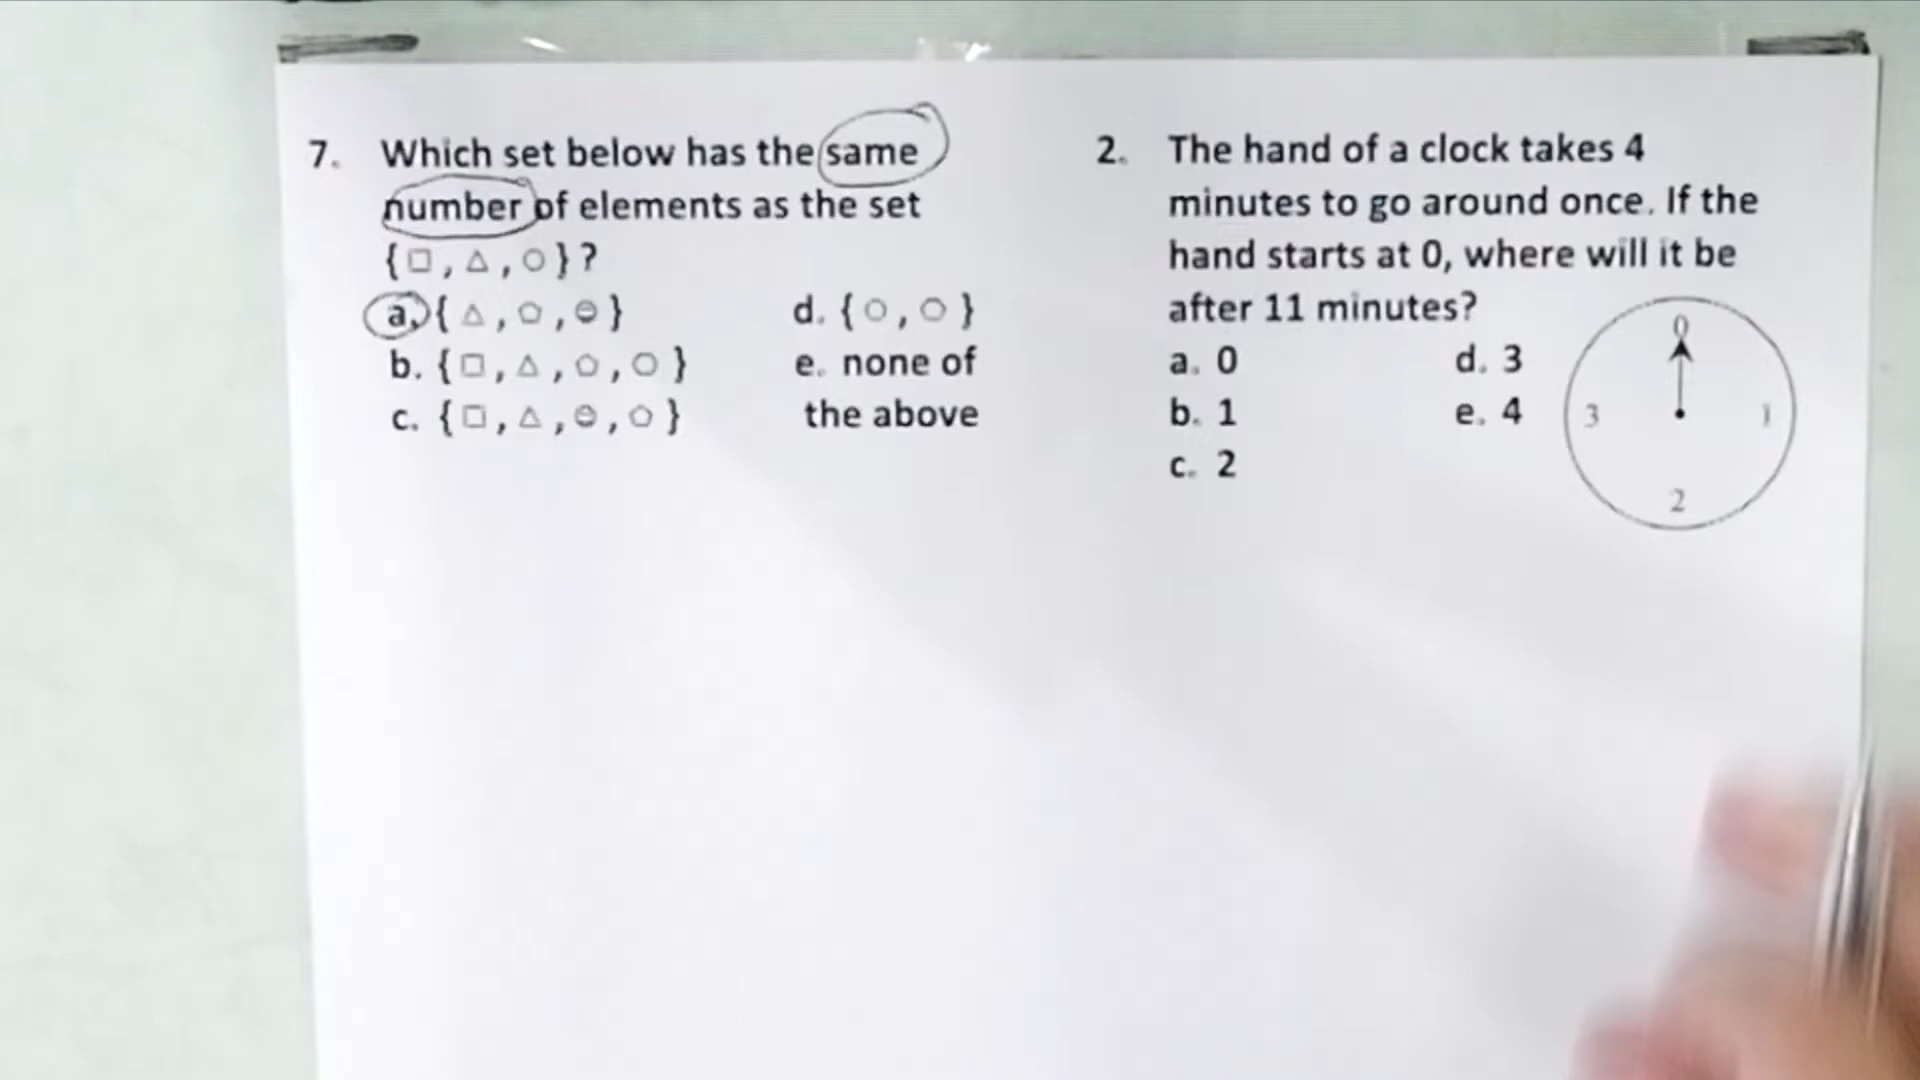 7. Which set below has the same
number of elements as the set
{□, △, ○}?
a. {△, ⬠, ⊖}
b. {□, △, ⬠, ○}
c. {□, △, ⊖, ⬠}
d. {○, ○}
e. none of
the above
2. The hand of a clock takes 4
minutes to go around once. If the
hand starts at 0, where will it be
after 11 minutes?
a. 0
b. 1
c. 2
d. 3
e. 4
0
3
1
2